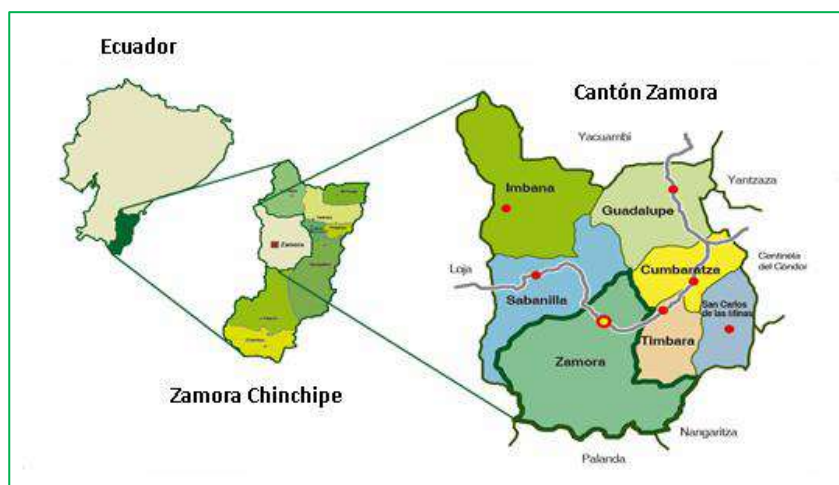 Ecuador
Cantón Zamora
Yacuambi
Yantzaza
Imbana
Guadalupe
Zamora
Centinela
del Cóndor
Loja
Cumbaratza
Sabanilla
San Carlos
de las Minas
Timbara
Zamora
Zamora Chinchipe
Nangaritza
Palanda